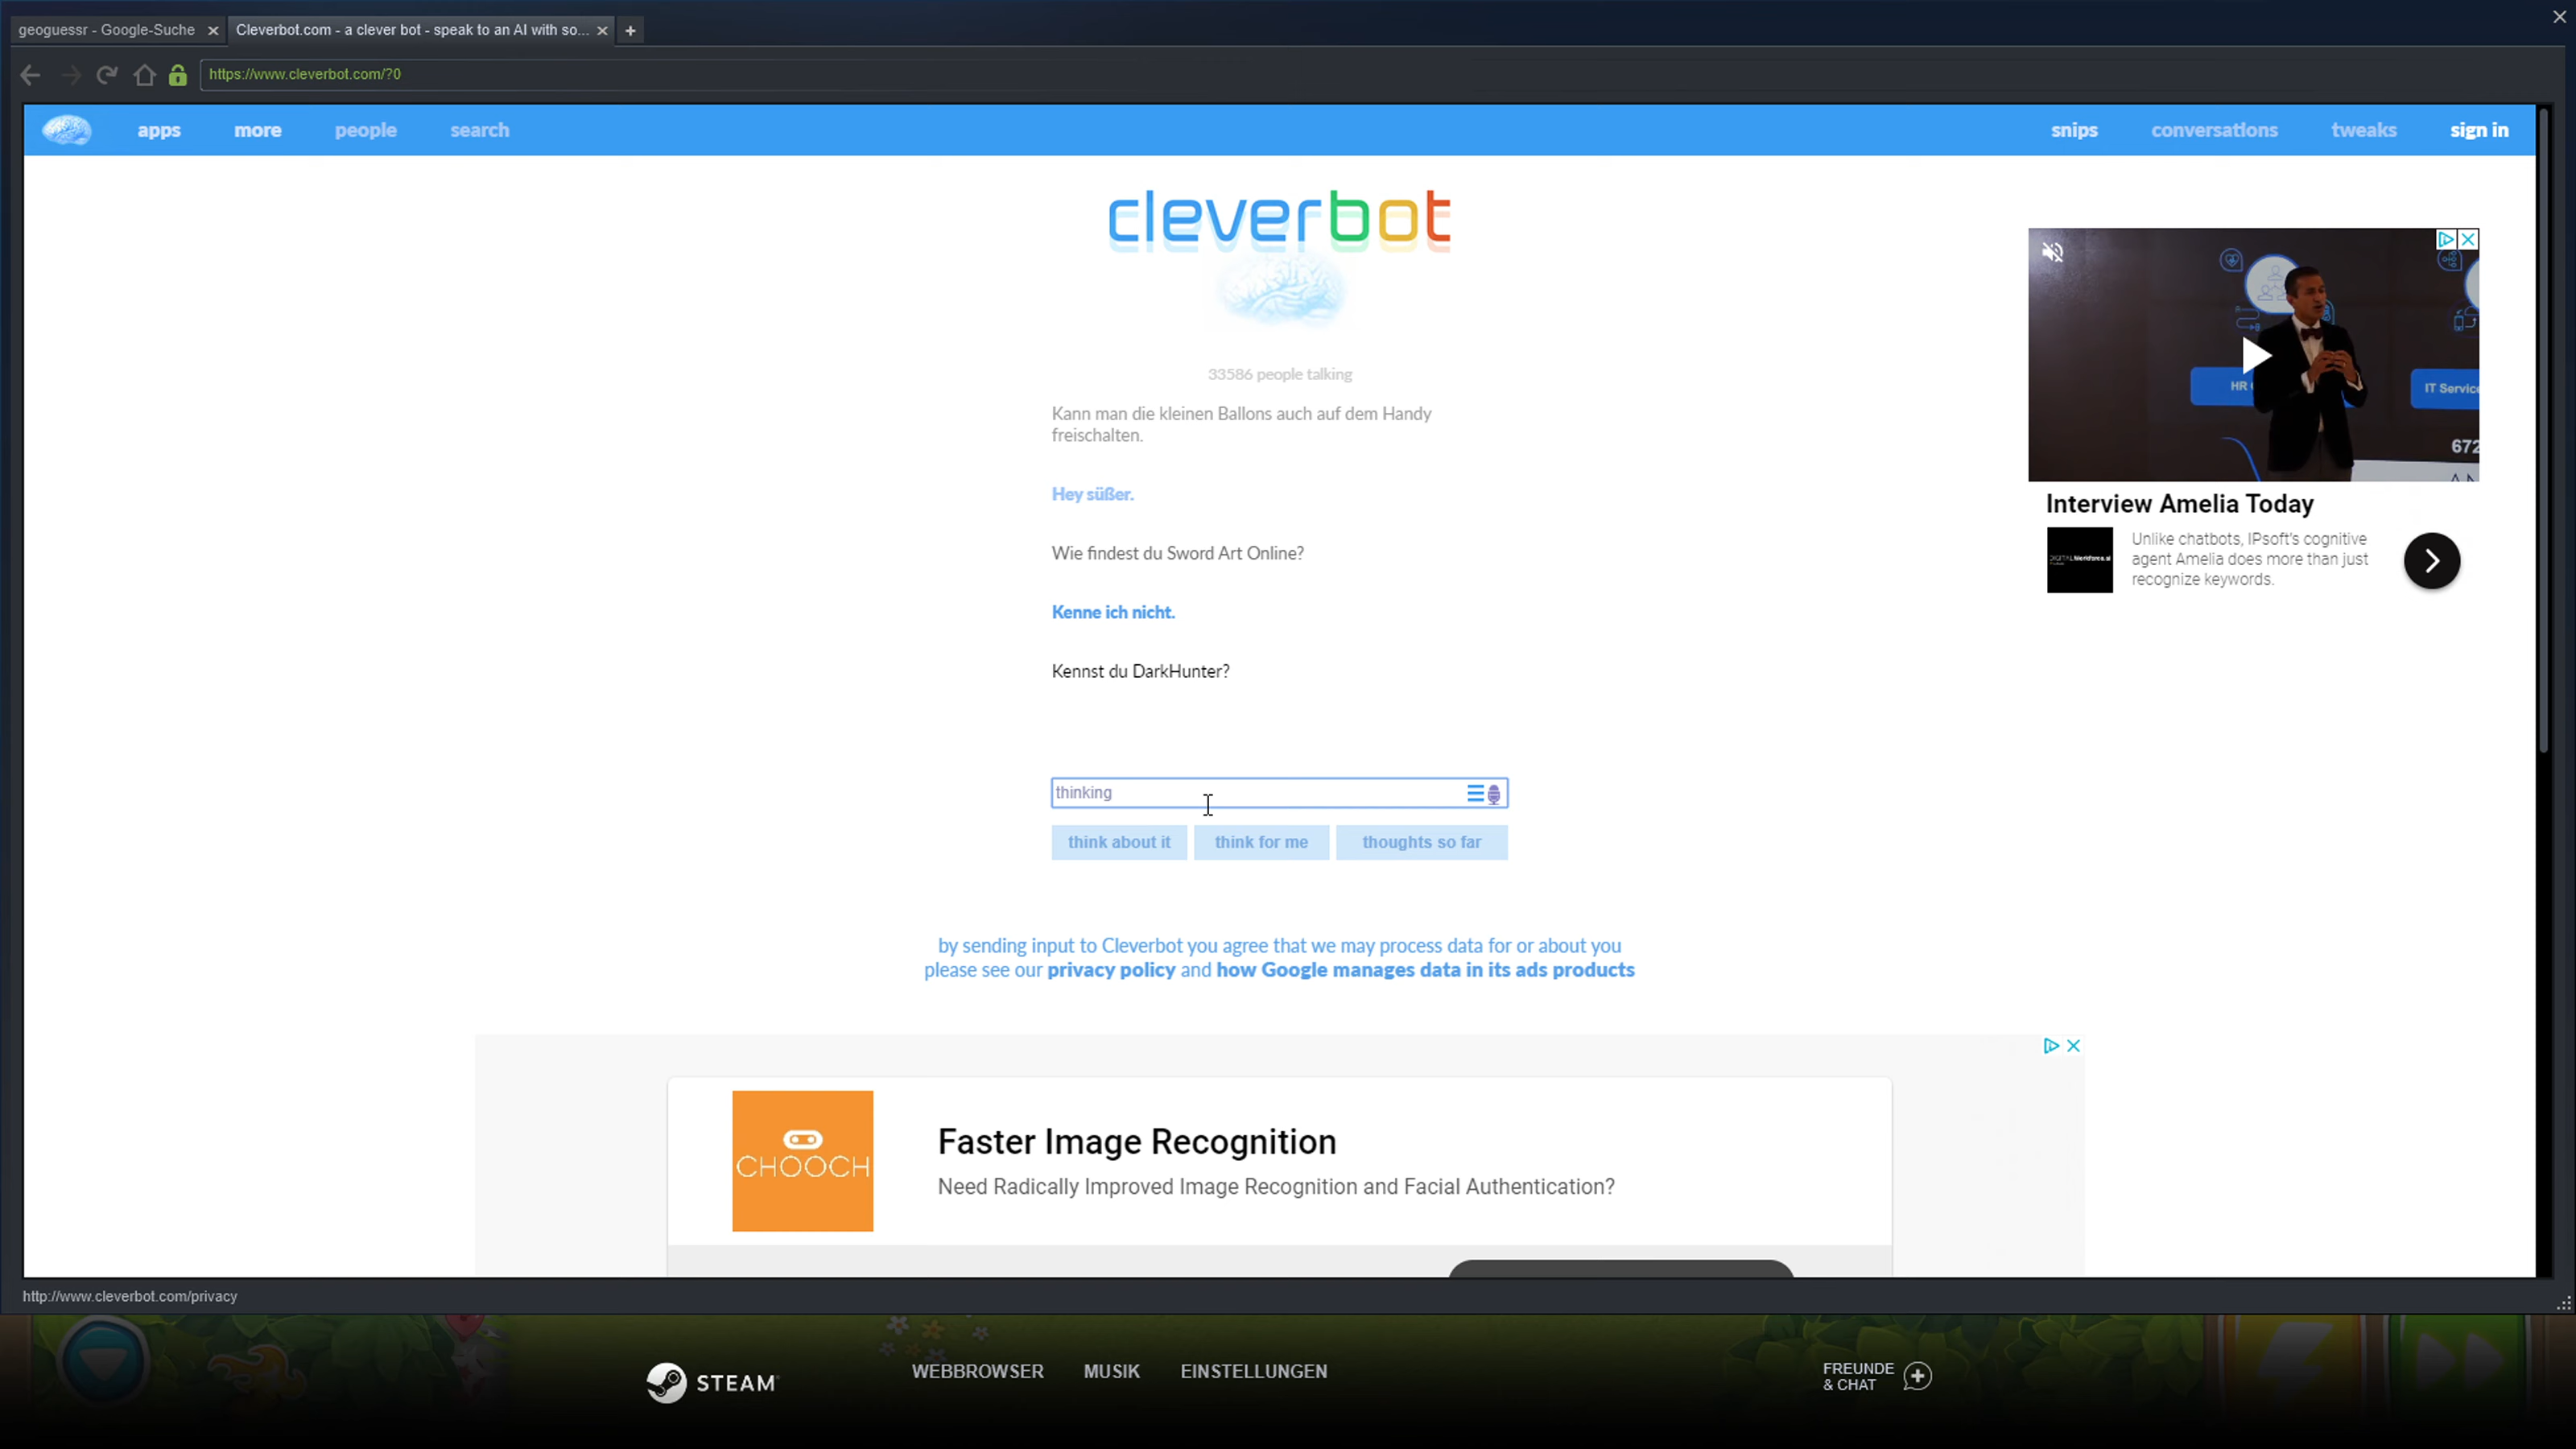 geoguessr - Google-Suche
Cleverbot.com - a clever bot - speak to an AI with so...
https://www.cleverbot.com/?0
apps more people search
snips conversations tweaks sign in
cleverbot
33586 people talking
Kann man die kleinen Ballons auch auf dem Handy
freischalten.
Hey süßer.
Wie findest du Sword Art Online?
Kenne ich nicht.
Kennst du DarkHunter?
thinking
think about it think for me thoughts so far
by sending input to Cleverbot you agree that we may process data for or about you
please see our privacy policy and how Google manages data in its ads products
HR
IT Service
672
Interview Amelia Today
Unlike chatbots, IPsoft's cognitive
agent Amelia does more than just
recognize keywords.
CHOOCH
Faster Image Recognition
Need Radically Improved Image Recognition and Facial Authentication?
http://www.cleverbot.com/privacy
STEAM
WEBBROWSER MUSIK EINSTELLUNGEN
FREUNDE
& CHAT